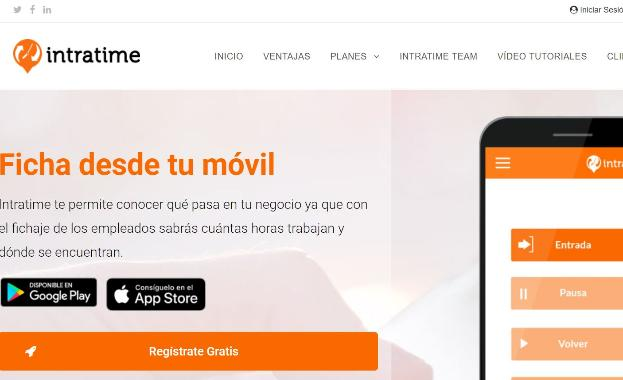 Iniciar Sesió
intratime
INICIO VENTAJAS PLANES INTRATIME TEAM VÍDEO TUTORIALES CLI
Ficha desde tu móvil
Intratime te permite conocer qué pasa en tu negocio ya que con
el fichaje de los empleados sabrás cuántas horas trabajan y
dónde se encuentran.
DISPONIBLE EN
Google Play
Consíguelo en el
App Store
Regístrate Gratis
intra
Entrada
Pausa
Volver